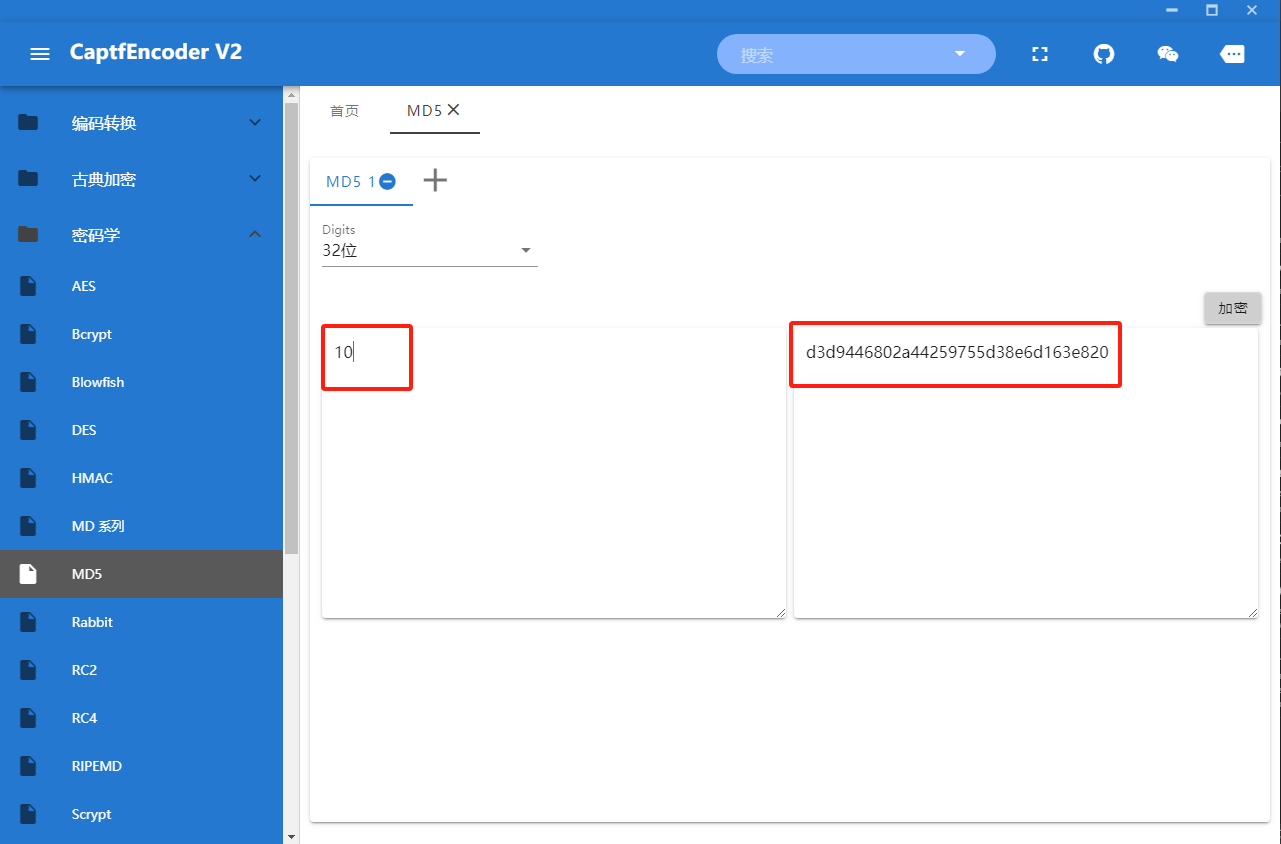 CaptfEncoder V2
搜索
编码转换
古典加密
密码学
AES
Bcrypt
Blowfish
DES
HMAC
MD 系列
MD5
Rabbit
RC2
RC4
RIPEMD
Scrypt
首页
MD5
MD5 1
Digits
32位
加密
10
d3d9446802a44259755d38e6d163e820